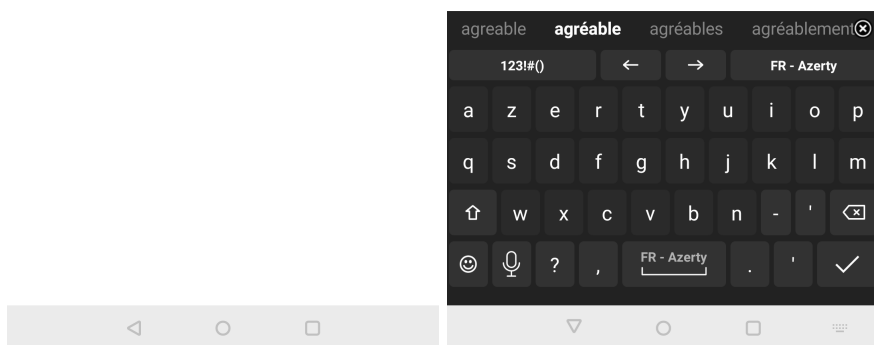 agreable agréable agréables agréablement
123!#() ← → FR - Azerty
a z e r t y u i o p
q s d f g h j k l m
w x c v b n - '
? , FR - Azerty . '